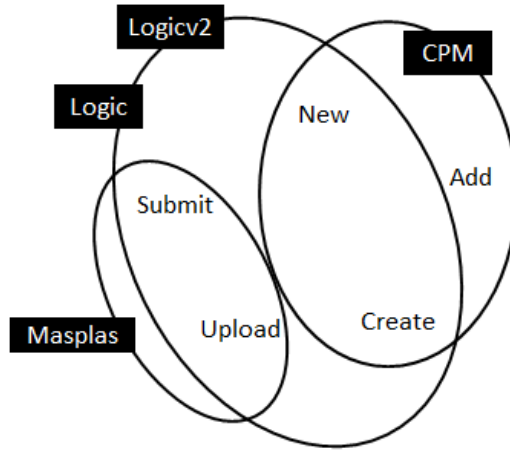 Logicv2
CPM
Logic
New
Add
Submit
Create
Upload
Masplas